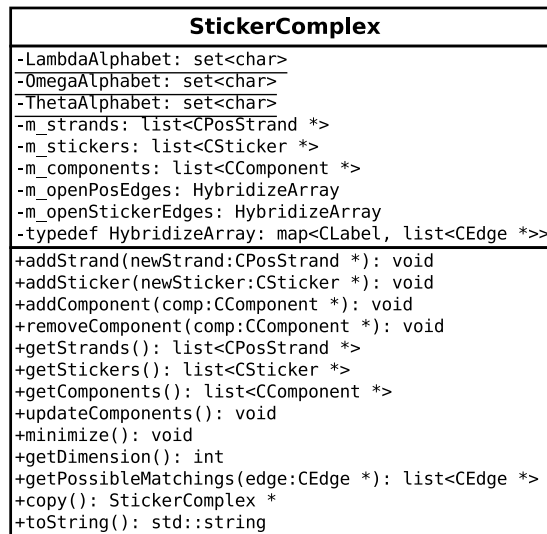 StickerComplex
-LambdaAlphabet: set<char>
-OmegaAlphabet: set<char>
-ThetaAlphabet: set<char>
-m_strands: list<CPosStrand *>
-m_stickers: list<CSticker *>
-m_components: list<CComponent *>
-m_openPosEdges: HybridizeArray
-m_openStickerEdges: HybridizeArray
-typedef HybridizeArray: map<CLabel, list<CEdge *>>
+addStrand(newStrand:CPosStrand *): void
+addSticker(newSticker:CSticker *): void
+addComponent(comp:CComponent *): void
+removeComponent(comp:CComponent *): void
+getStrands(): list<CPosStrand *>
+getStickers(): list<CSticker *>
+getComponents(): list<CComponent *>
+updateComponents(): void
+minimize(): void
+getDimension(): int
+getPossibleMatchings(edge:CEdge *): list<CEdge *>
+copy(): StickerComplex *
+toString(): std::string